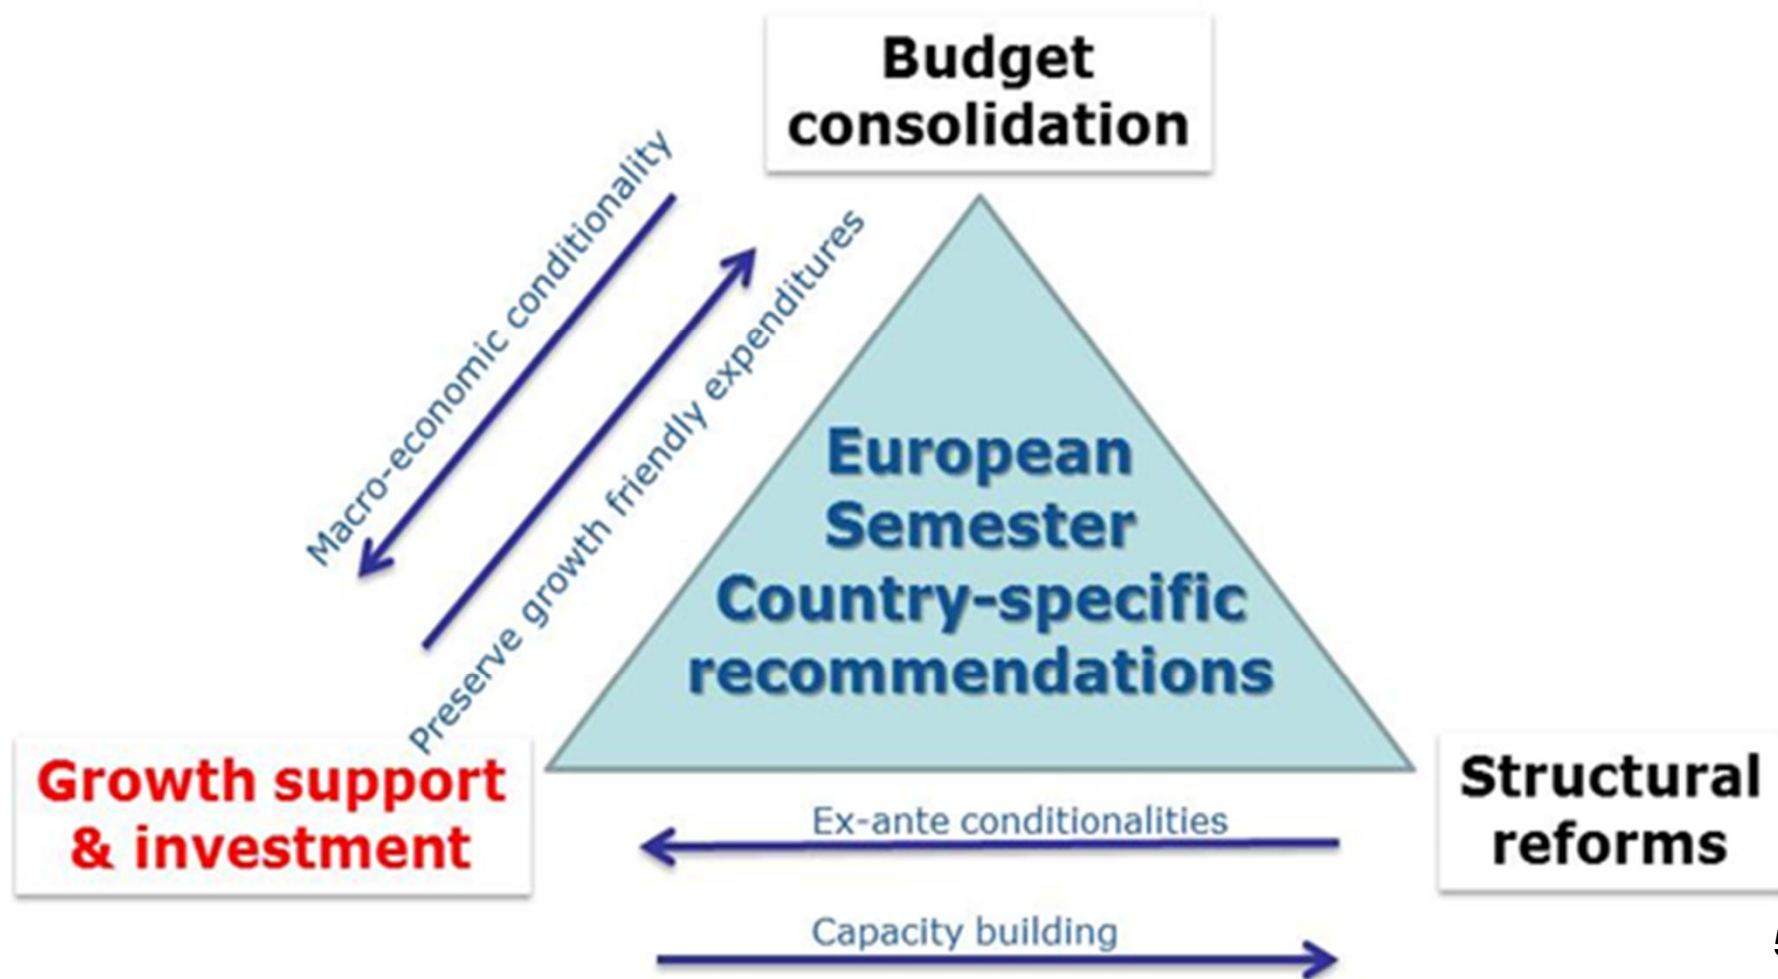 Budget
consolidation
Macro-economic conditionality
Preserve growth friendly expenditures
European
Semester
Country-specific
recommendations
Growth support
& investment
Structural
reforms
Ex-ante conditionalities
Capacity building